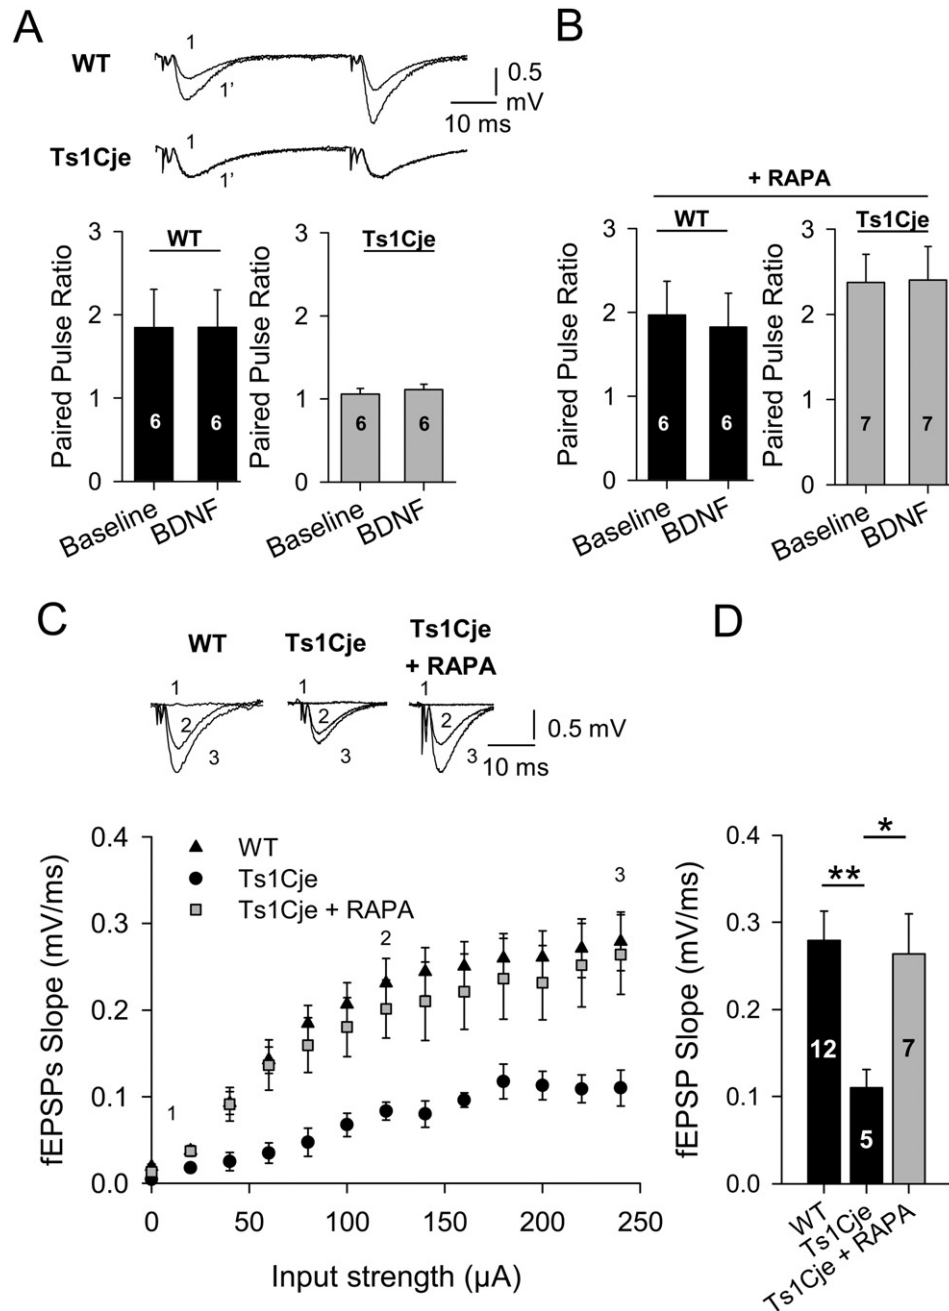 A
WT
1
1'
0.5
mV
10 ms
Ts1Cje
1
1'
Paired Pulse Ratio
3
2
1
0
WT
6
6
Baseline
BDNF
Paired Pulse Ratio
3
2
1
0
Ts1Cje
6
6
Baseline
BDNF
B
+ RAPA
Paired Pulse Ratio
3
2
1
0
WT
6
6
Baseline
BDNF
Paired Pulse Ratio
3
2
1
0
Ts1Cje
7
7
Baseline
BDNF
C
WT
1
2
3
Ts1Cje
1
2
3
Ts1Cje
+ RAPA
1
2
3
0.5 mV
10 ms
fEPSPs Slope (mV/ms)
0.4
0.3
0.2
0.1
0.0
WT
Ts1Cje
Ts1Cje + RAPA
1
2
3
0
50
100
150
200
250
Input strength (µA)
D
fEPSP Slope (mV/ms)
0.4
0.3
0.2
0.1
0.0
**
*
12
5
7
WT
Ts1Cje
Ts1Cje + RAPA